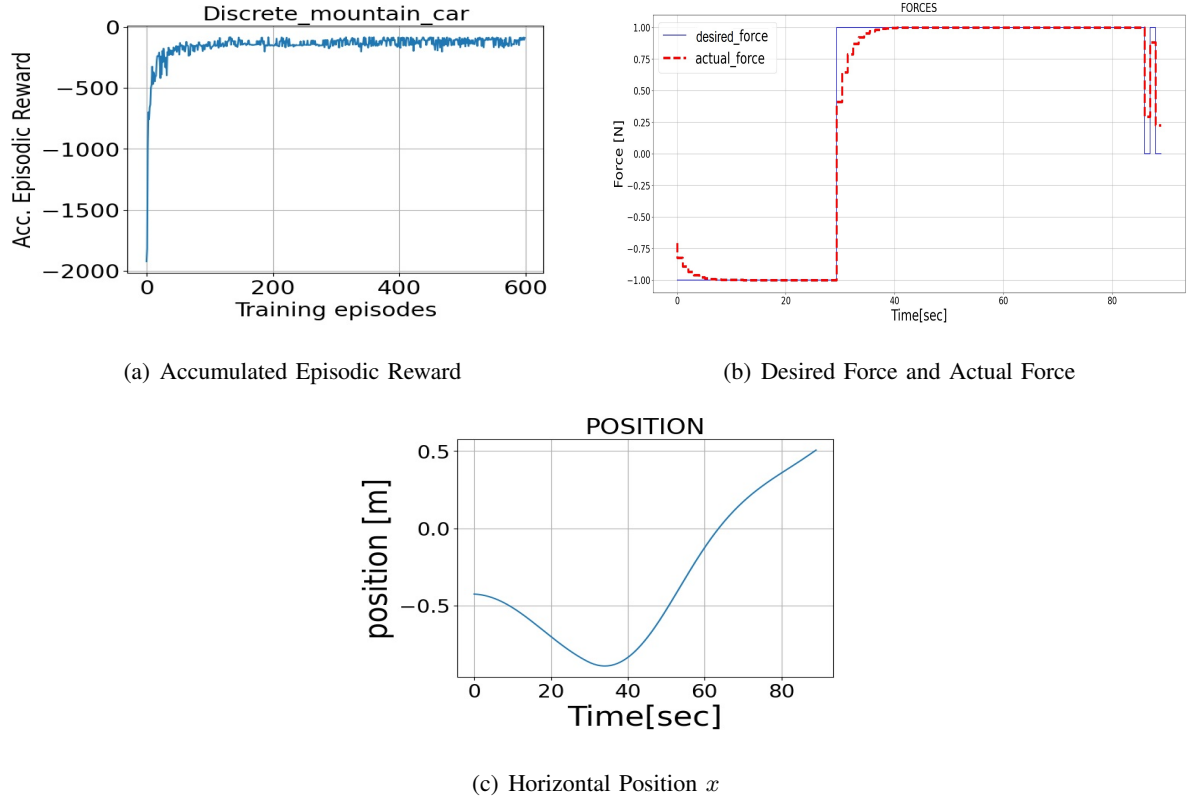 Discrete_mountain_car
0
−500
−1000
−1500
−2000
Acc. Episodic Reward
0 200 400 600
Training episodes
(a) Accumulated Episodic Reward
FORCES
desired_force
actual_force
1.00
0.75
0.50
0.25
0.00
−0.25
−0.50
−0.75
−1.00
Force [N]
0 20 40 60 80
Time[sec]
(b) Desired Force and Actual Force
POSITION
0.5
0.0
−0.5
position [m]
0 20 40 60 80
Time[sec]
(c) Horizontal Position x